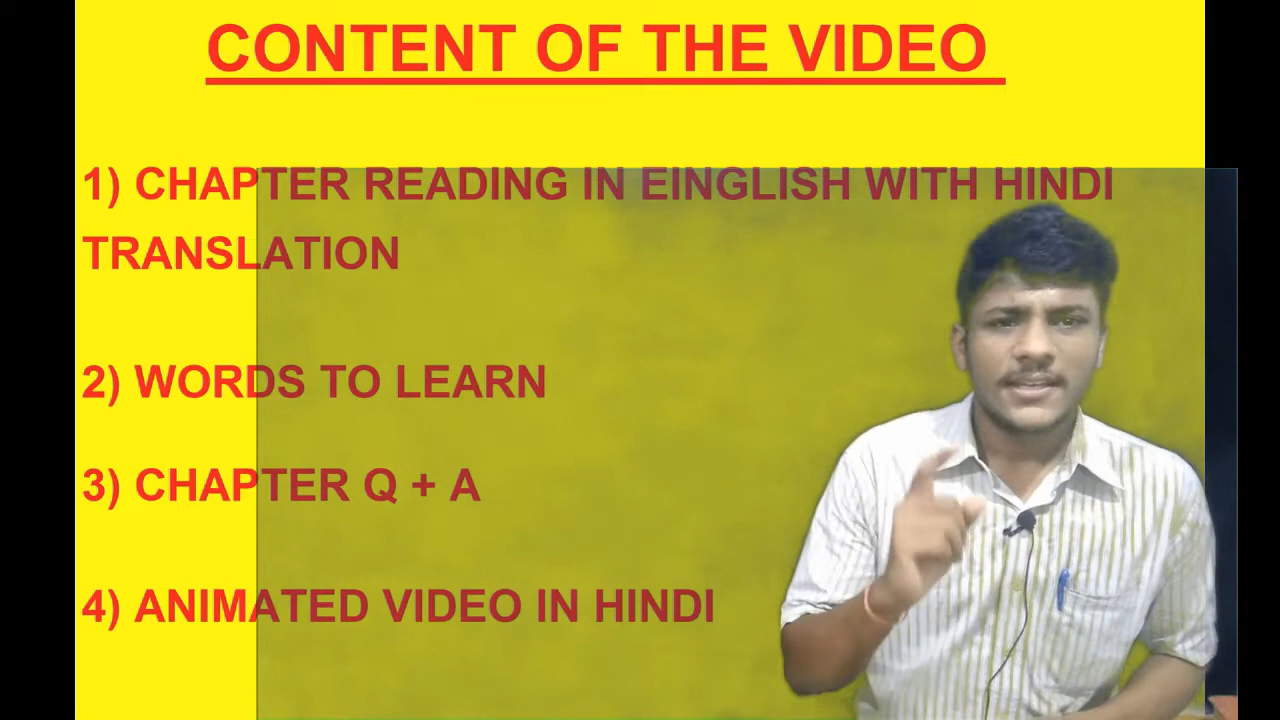 CONTENT OF THE VIDEO
1) CHAPTER READING IN EINGLISH WITH HINDI
TRANSLATION
2) WORDS TO LEARN
3) CHAPTER Q + A
4) ANIMATED VIDEO IN HINDI